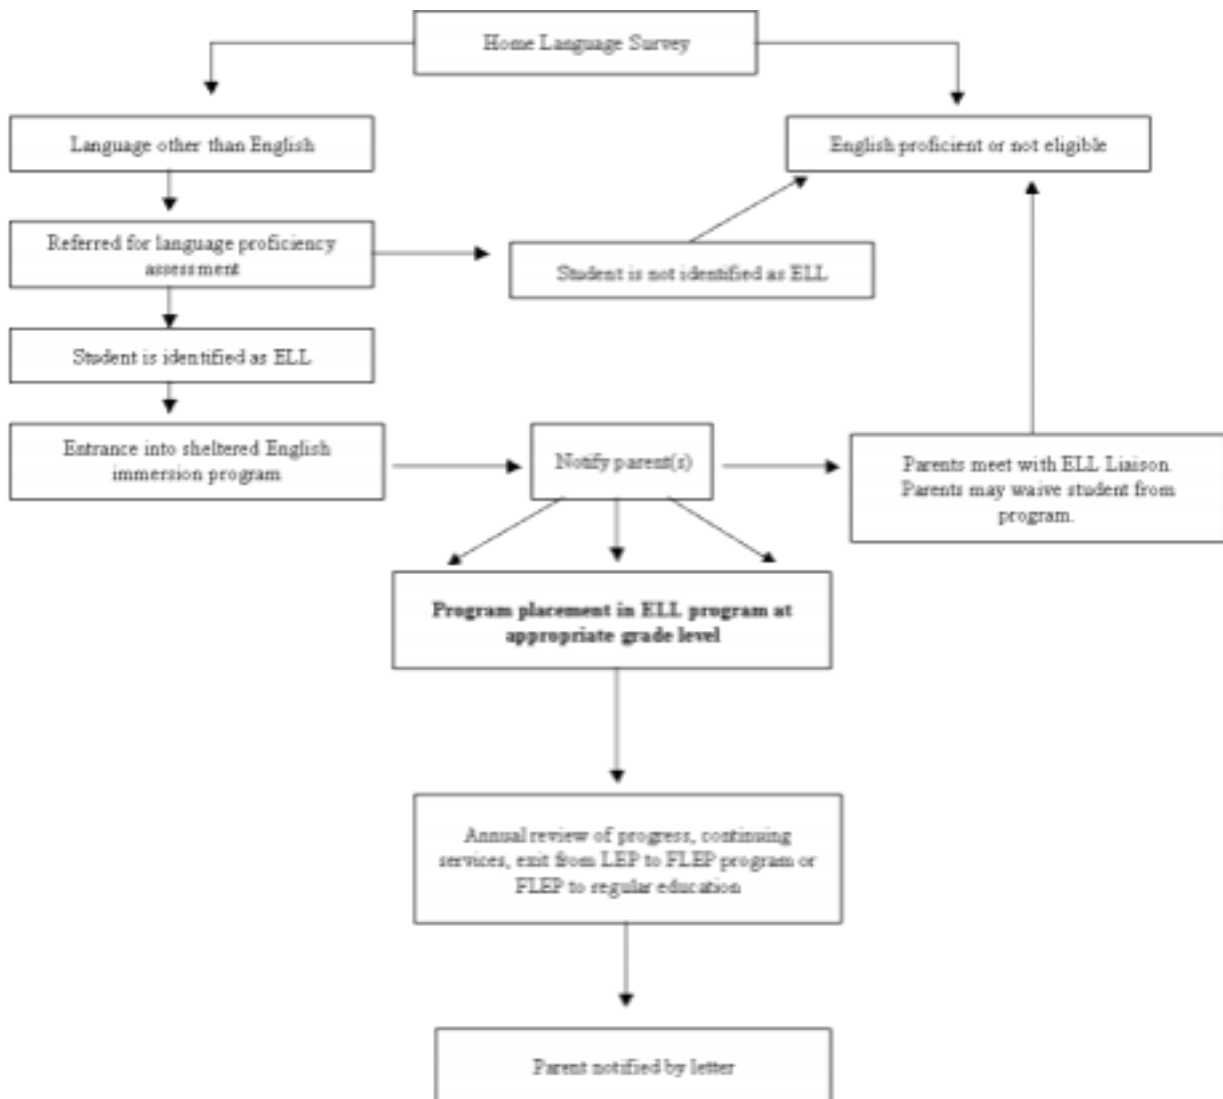 Home Language Survey
Language other than English
English proficient or not eligible
Referred for language proficiency
assessment
Student is not identified as ELL
Student is identified as ELL
Entrance into sheltered English
immersion program
Notify parent(s)
Parents meet with ELL Liaison.
Parents may waive student from
program.
Program placement in ELL program at
appropriate grade level
Annual review of progress, continuing
services, exit from LEP to FLEP program or
FLEP to regular education
Parent notified by letter